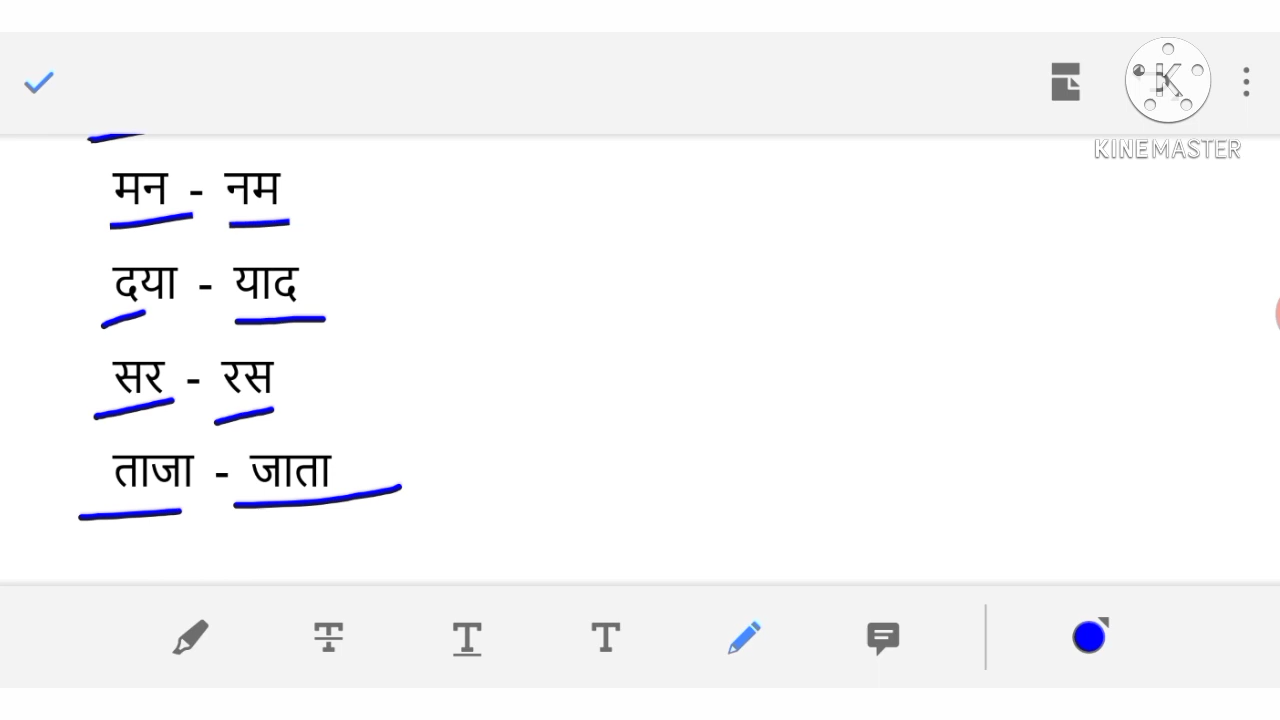 KINEMASTER
मन - नम
दया - याद
सर - रस
ताजा - जाता